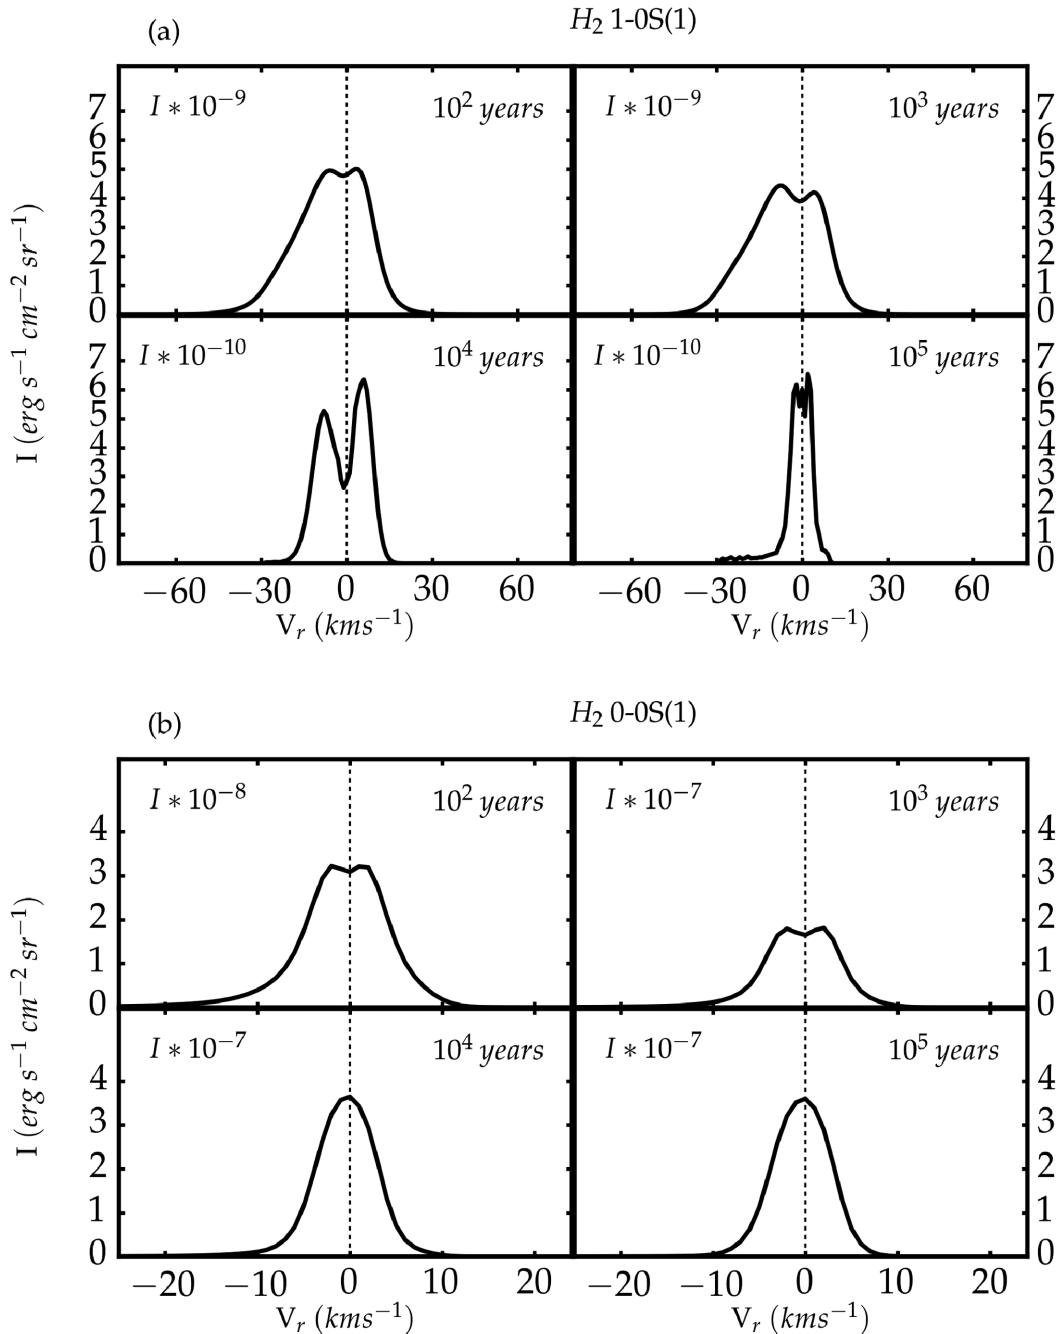 (a)
H₂ 1-0S(1)
I ∗ 10⁻⁹ 10² years
I ∗ 10⁻⁹ 10³ years
7 7
6 6
5 5
4 4
3 3
2 2
1 1
0 0
I ∗ 10⁻¹⁰ 10⁴ years
I ∗ 10⁻¹⁰ 10⁵ years
7 7
6 6
5 5
4 4
3 3
2 2
1 1
0 0
I (erg s⁻¹ cm⁻² sr⁻¹)
−60 −30 0 30 60
−60 −30 0 30 60
Vᵣ (kms⁻¹)
Vᵣ (kms⁻¹)
(b)
H₂ 0-0S(1)
I ∗ 10⁻⁸ 10² years
I ∗ 10⁻⁷ 10³ years
4 4
3 3
2 2
1 1
0 0
I ∗ 10⁻⁷ 10⁴ years
I ∗ 10⁻⁷ 10⁵ years
4 4
3 3
2 2
1 1
0 0
I (erg s⁻¹ cm⁻² sr⁻¹)
−20 −10 0 10 20
−20 −10 0 10 20
Vᵣ (kms⁻¹)
Vᵣ (kms⁻¹)